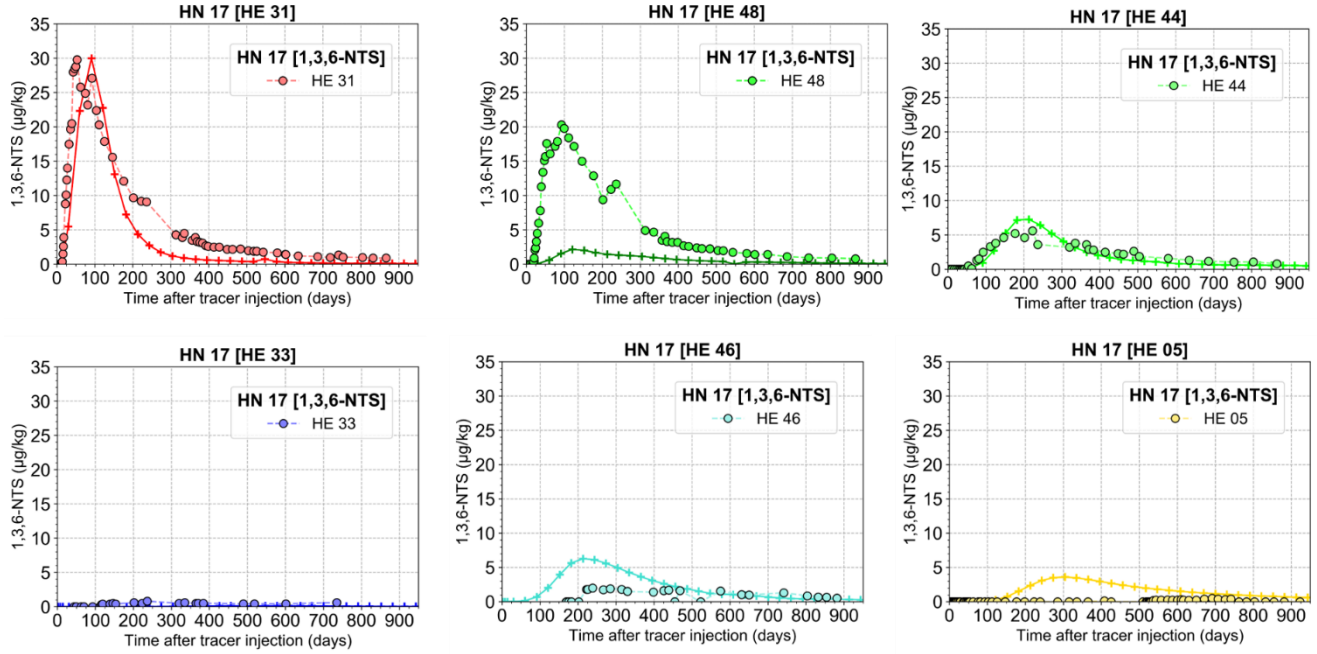 HN 17 [HE 31]
35
30
25
20
15
10
5
0
1,3,6-NTS (µg/kg)
HN 17 [1,3,6-NTS]
HE 31
0 100 200 300 400 500 600 700 800 900
Time after tracer injection (days)
HN 17 [HE 48]
35
30
25
20
15
10
5
0
1,3,6-NTS (µg/kg)
HN 17 [1,3,6-NTS]
HE 48
0 100 200 300 400 500 600 700 800 900
Time after tracer injection (days)
HN 17 [HE 44]
35
30
25
20
15
10
5
0
1,3,6-NTS (µg/kg)
HN 17 [1,3,6-NTS]
HE 44
0 100 200 300 400 500 600 700 800 900
Time after tracer injection (days)
HN 17 [HE 33]
35
30
25
20
15
10
5
0
1,3,6-NTS (µg/kg)
HN 17 [1,3,6-NTS]
HE 33
0 100 200 300 400 500 600 700 800 900
Time after tracer injection (days)
HN 17 [HE 46]
35
30
25
20
15
10
5
0
1,3,6-NTS (µg/kg)
HN 17 [1,3,6-NTS]
HE 46
0 100 200 300 400 500 600 700 800 900
Time after tracer injection (days)
HN 17 [HE 05]
35
30
25
20
15
10
5
0
1,3,6-NTS (µg/kg)
HN 17 [1,3,6-NTS]
HE 05
0 100 200 300 400 500 600 700 800 900
Time after tracer injection (days)